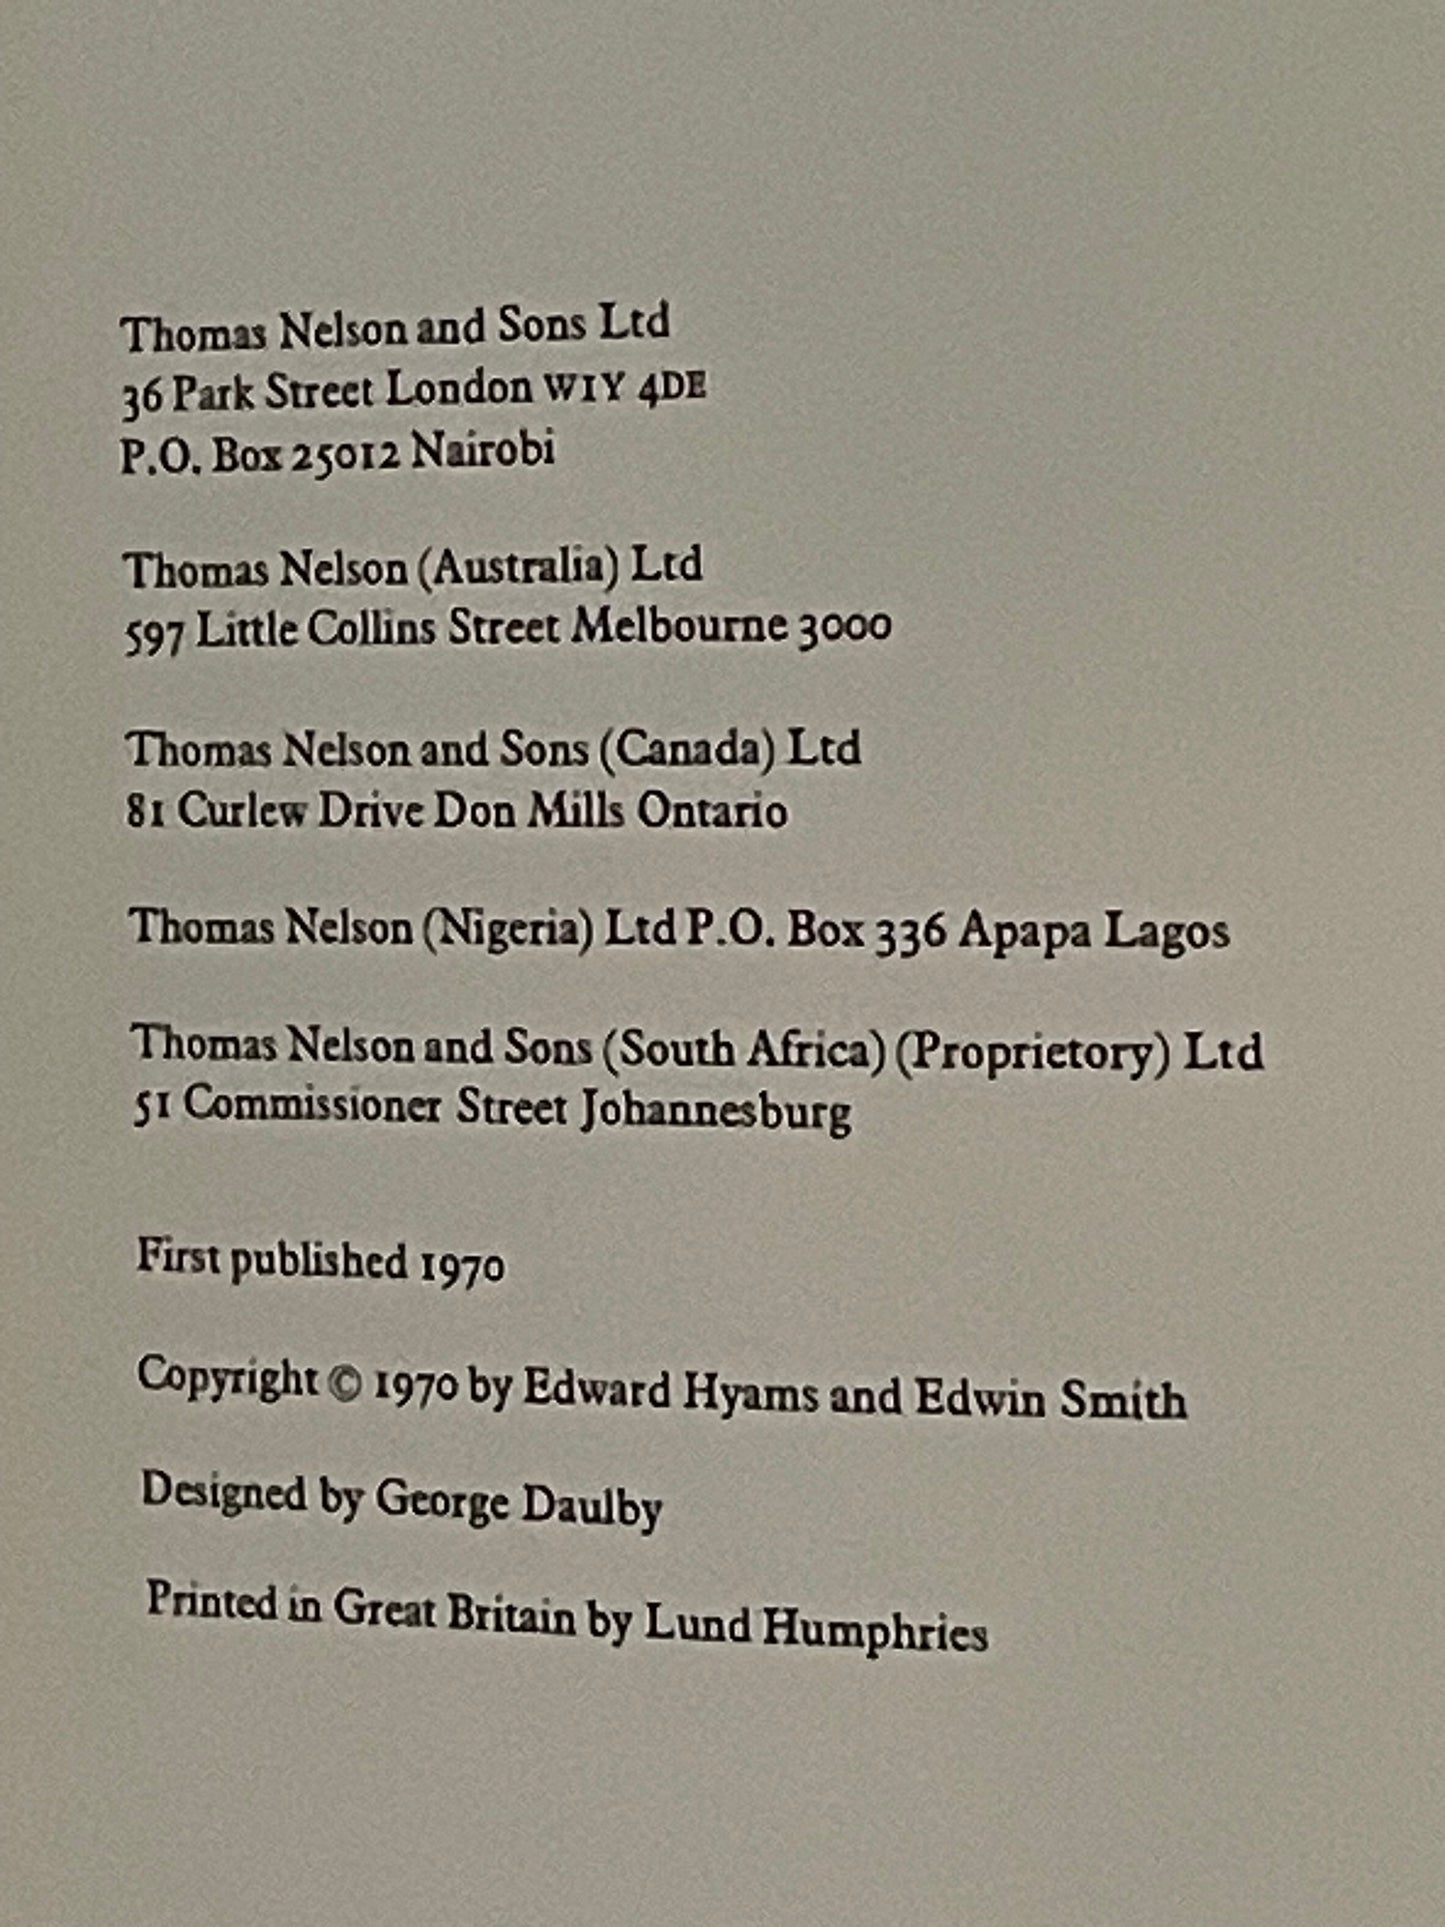 Thomas Nelson and Sons Ltd
36 Park Street London W1Y 4DE
P.O. Box 25012 Nairobi
Thomas Nelson (Australia) Ltd
597 Little Collins Street Melbourne 3000
Thomas Nelson and Sons (Canada) Ltd
81 Curlew Drive Don Mills Ontario
Thomas Nelson (Nigeria) Ltd P.O. Box 336 Apapa Lagos
Thomas Nelson and Sons (South Africa) (Proprietory) Ltd
51 Commissioner Street Johannesburg
First published 1970
Copyright © 1970 by Edward Hyams and Edwin Smith
Designed by George Daulby
Printed in Great Britain by Lund Humphries